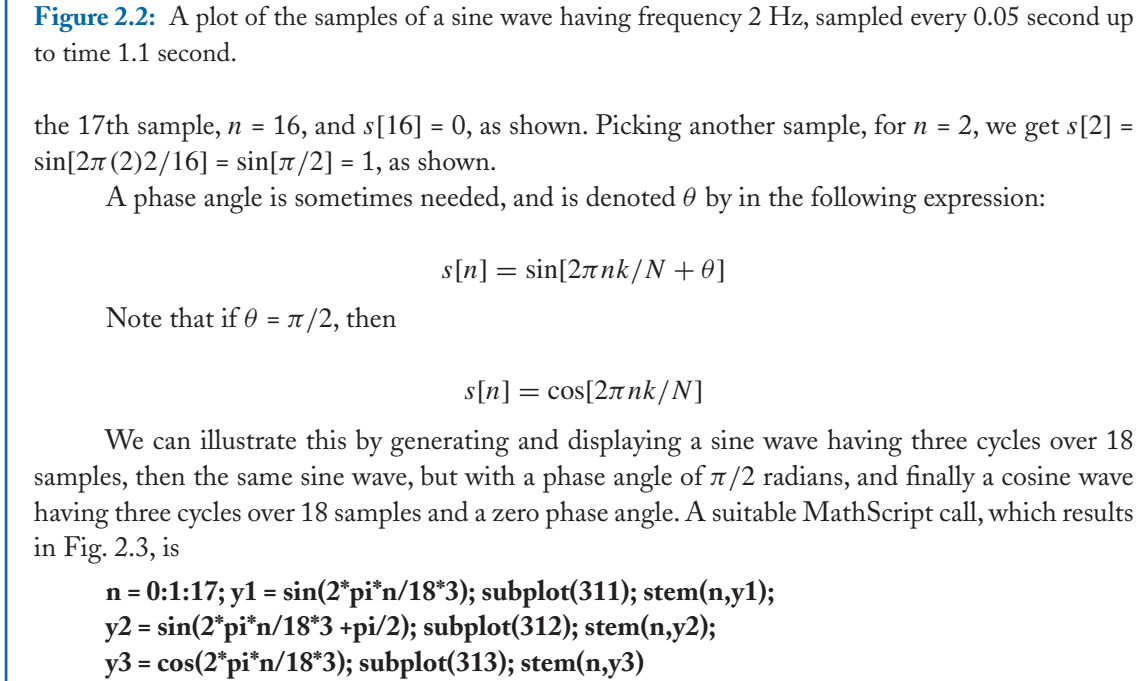 Figure 2.2: A plot of the samples of a sine wave having frequency 2 Hz, sampled every 0.05 second up
to time 1.1 second.
the 17th sample, n = 16, and s[16] = 0, as shown. Picking another sample, for n = 2, we get s[2] =
sin[2π(2)2/16] = sin[π/2] = 1, as shown.
A phase angle is sometimes needed, and is denoted θ by in the following expression:
s[n] = sin[2πnk/N + θ]
Note that if θ = π/2, then
s[n] = cos[2πnk/N]
We can illustrate this by generating and displaying a sine wave having three cycles over 18
samples, then the same sine wave, but with a phase angle of π/2 radians, and finally a cosine wave
having three cycles over 18 samples and a zero phase angle. A suitable MathScript call, which results
in Fig. 2.3, is
n = 0:1:17; y1 = sin(2*pi*n/18*3); subplot(311); stem(n,y1);
y2 = sin(2*pi*n/18*3 +pi/2); subplot(312); stem(n,y2);
y3 = cos(2*pi*n/18*3); subplot(313); stem(n,y3)